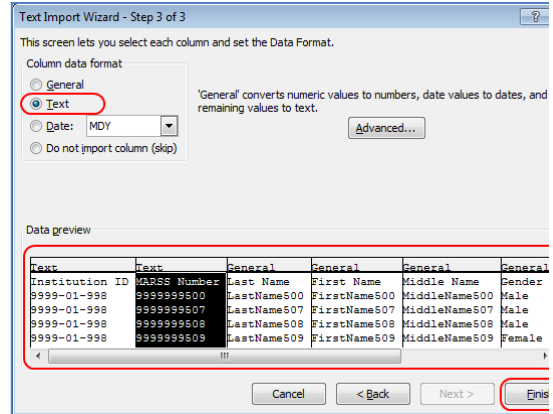 Text Import Wizard - Step 3 of 3
?
This screen lets you select each column and set the Data Format.
Column data format
General
Text
Date: MDY
Do not import column (skip)
'General' converts numeric values to numbers, date values to dates, and
remaining values to text.
Advanced...
Data preview
Text Text General General General General
Institution ID MARSS Number Last Name First Name Middle Name Gender
9999-01-998 9999999500 LastName500 FirstName500 MiddleName500 Male
9999-01-998 9999999507 LastName507 FirstName507 MiddleName507 Male
9999-01-998 9999999508 LastName508 FirstName508 MiddleName508 Male
9999-01-998 9999999509 LastName509 FirstName509 MiddleName509 Female
Cancel < Back Next > Finis